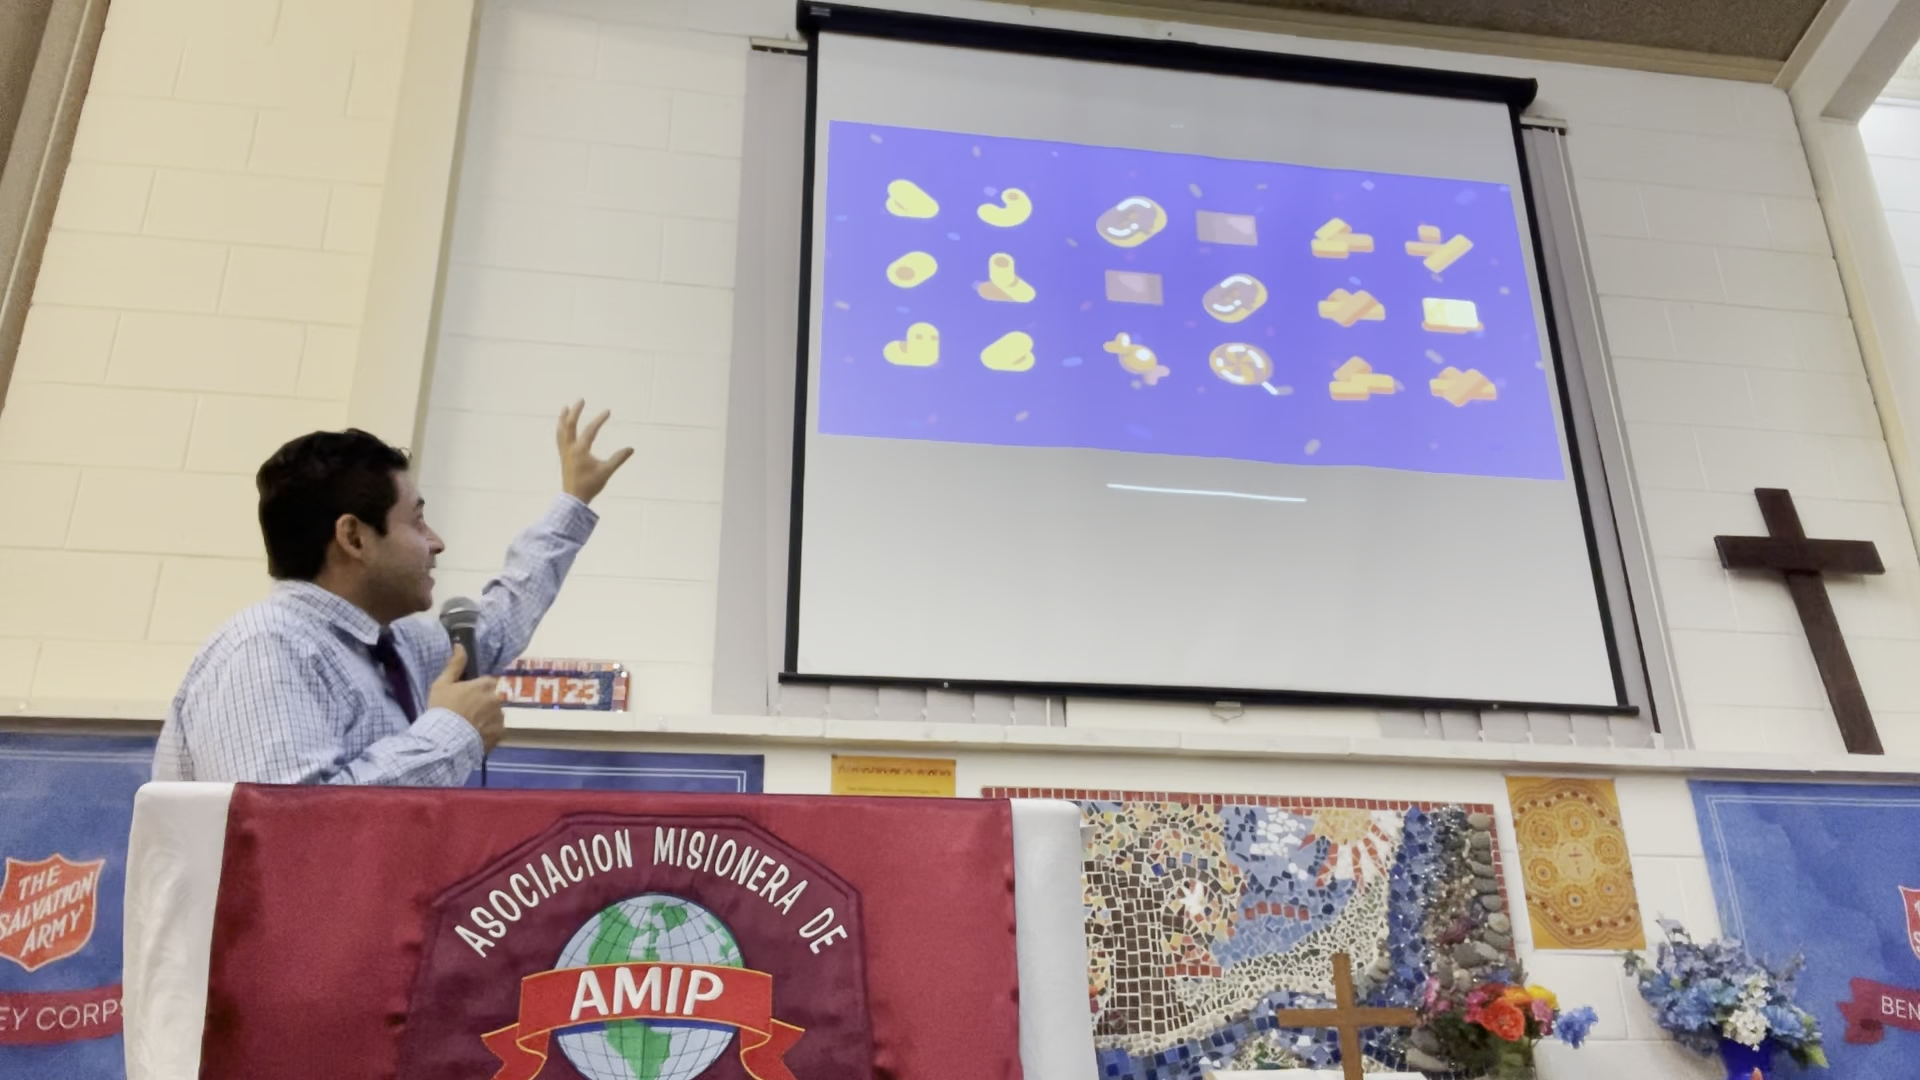 ALM 23
THE
SALVATION
ARMY
EY CORPS
ASOCIACION MISIONERA DE
AMIP
BEN